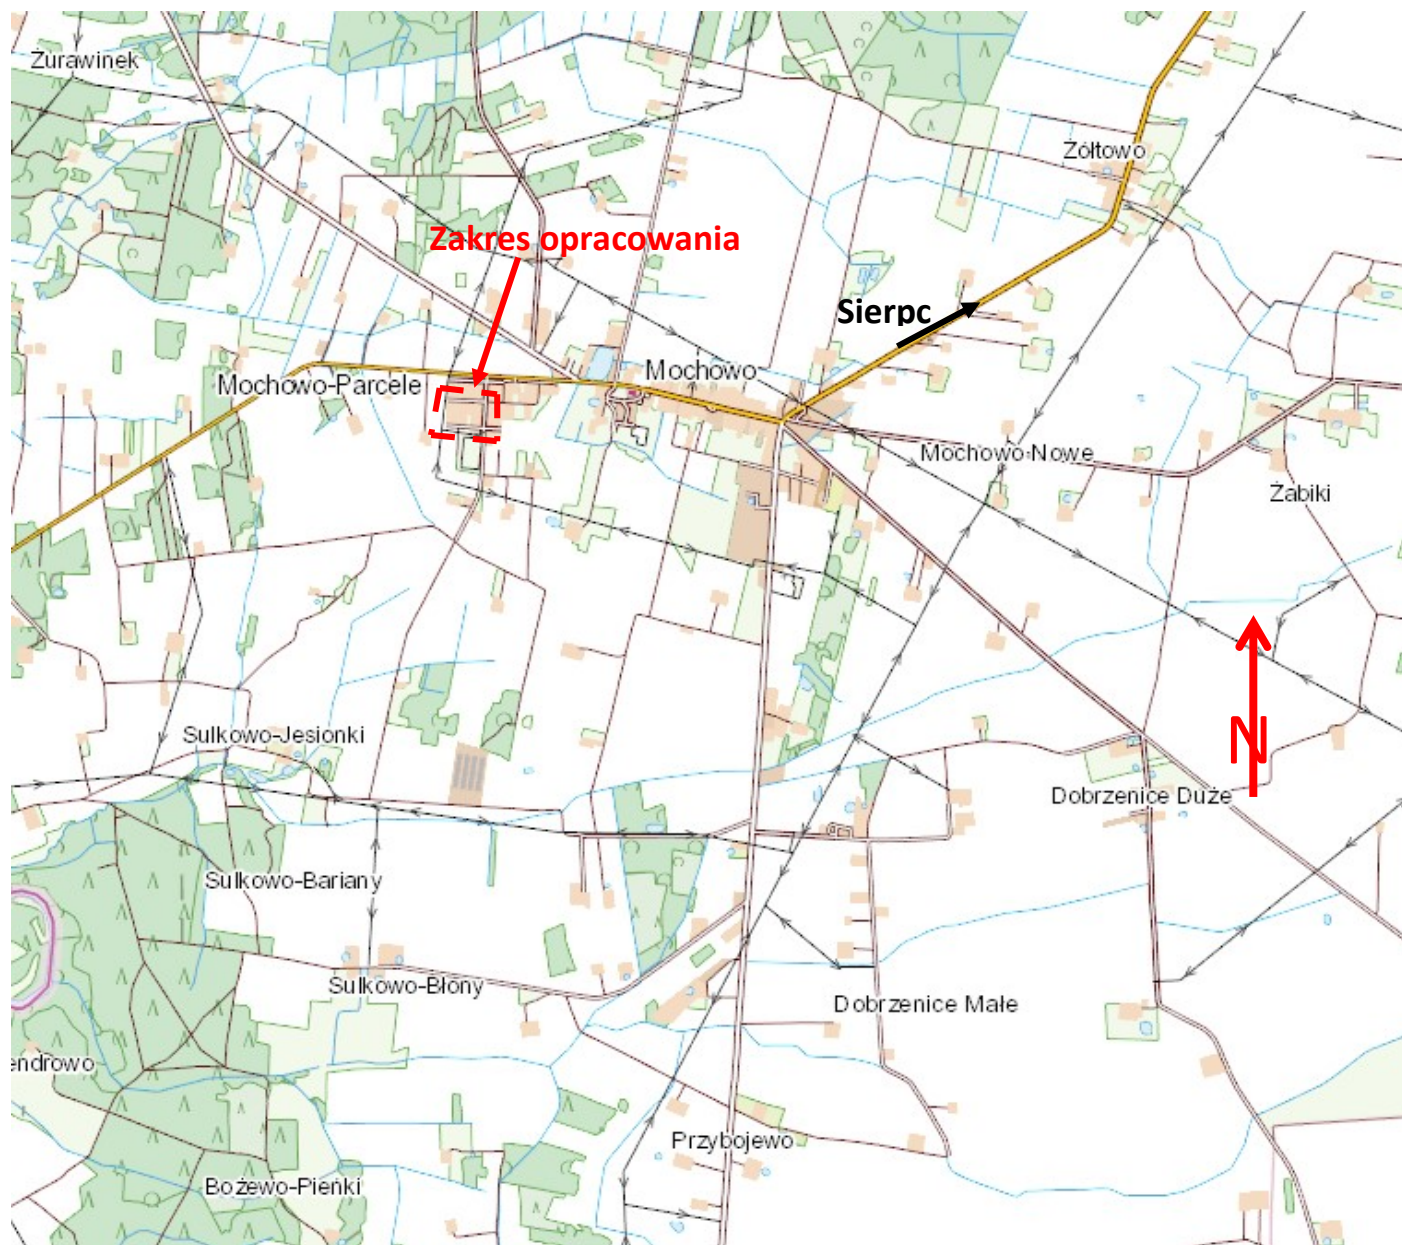 Żurawinek
Żółtowo
Zakres opracowania
Sierpc
Mochowo
Mochowo-Parcele
Mochowo-Nowe
Żabiki
N
Sulkowo-Jesionki
Dobrzenice Duże
Sulkowo-Bariany
Sulkowo-Błony
Dobrzenice Małe
endrowo
Przybojewo
Bożewo-Pieńki